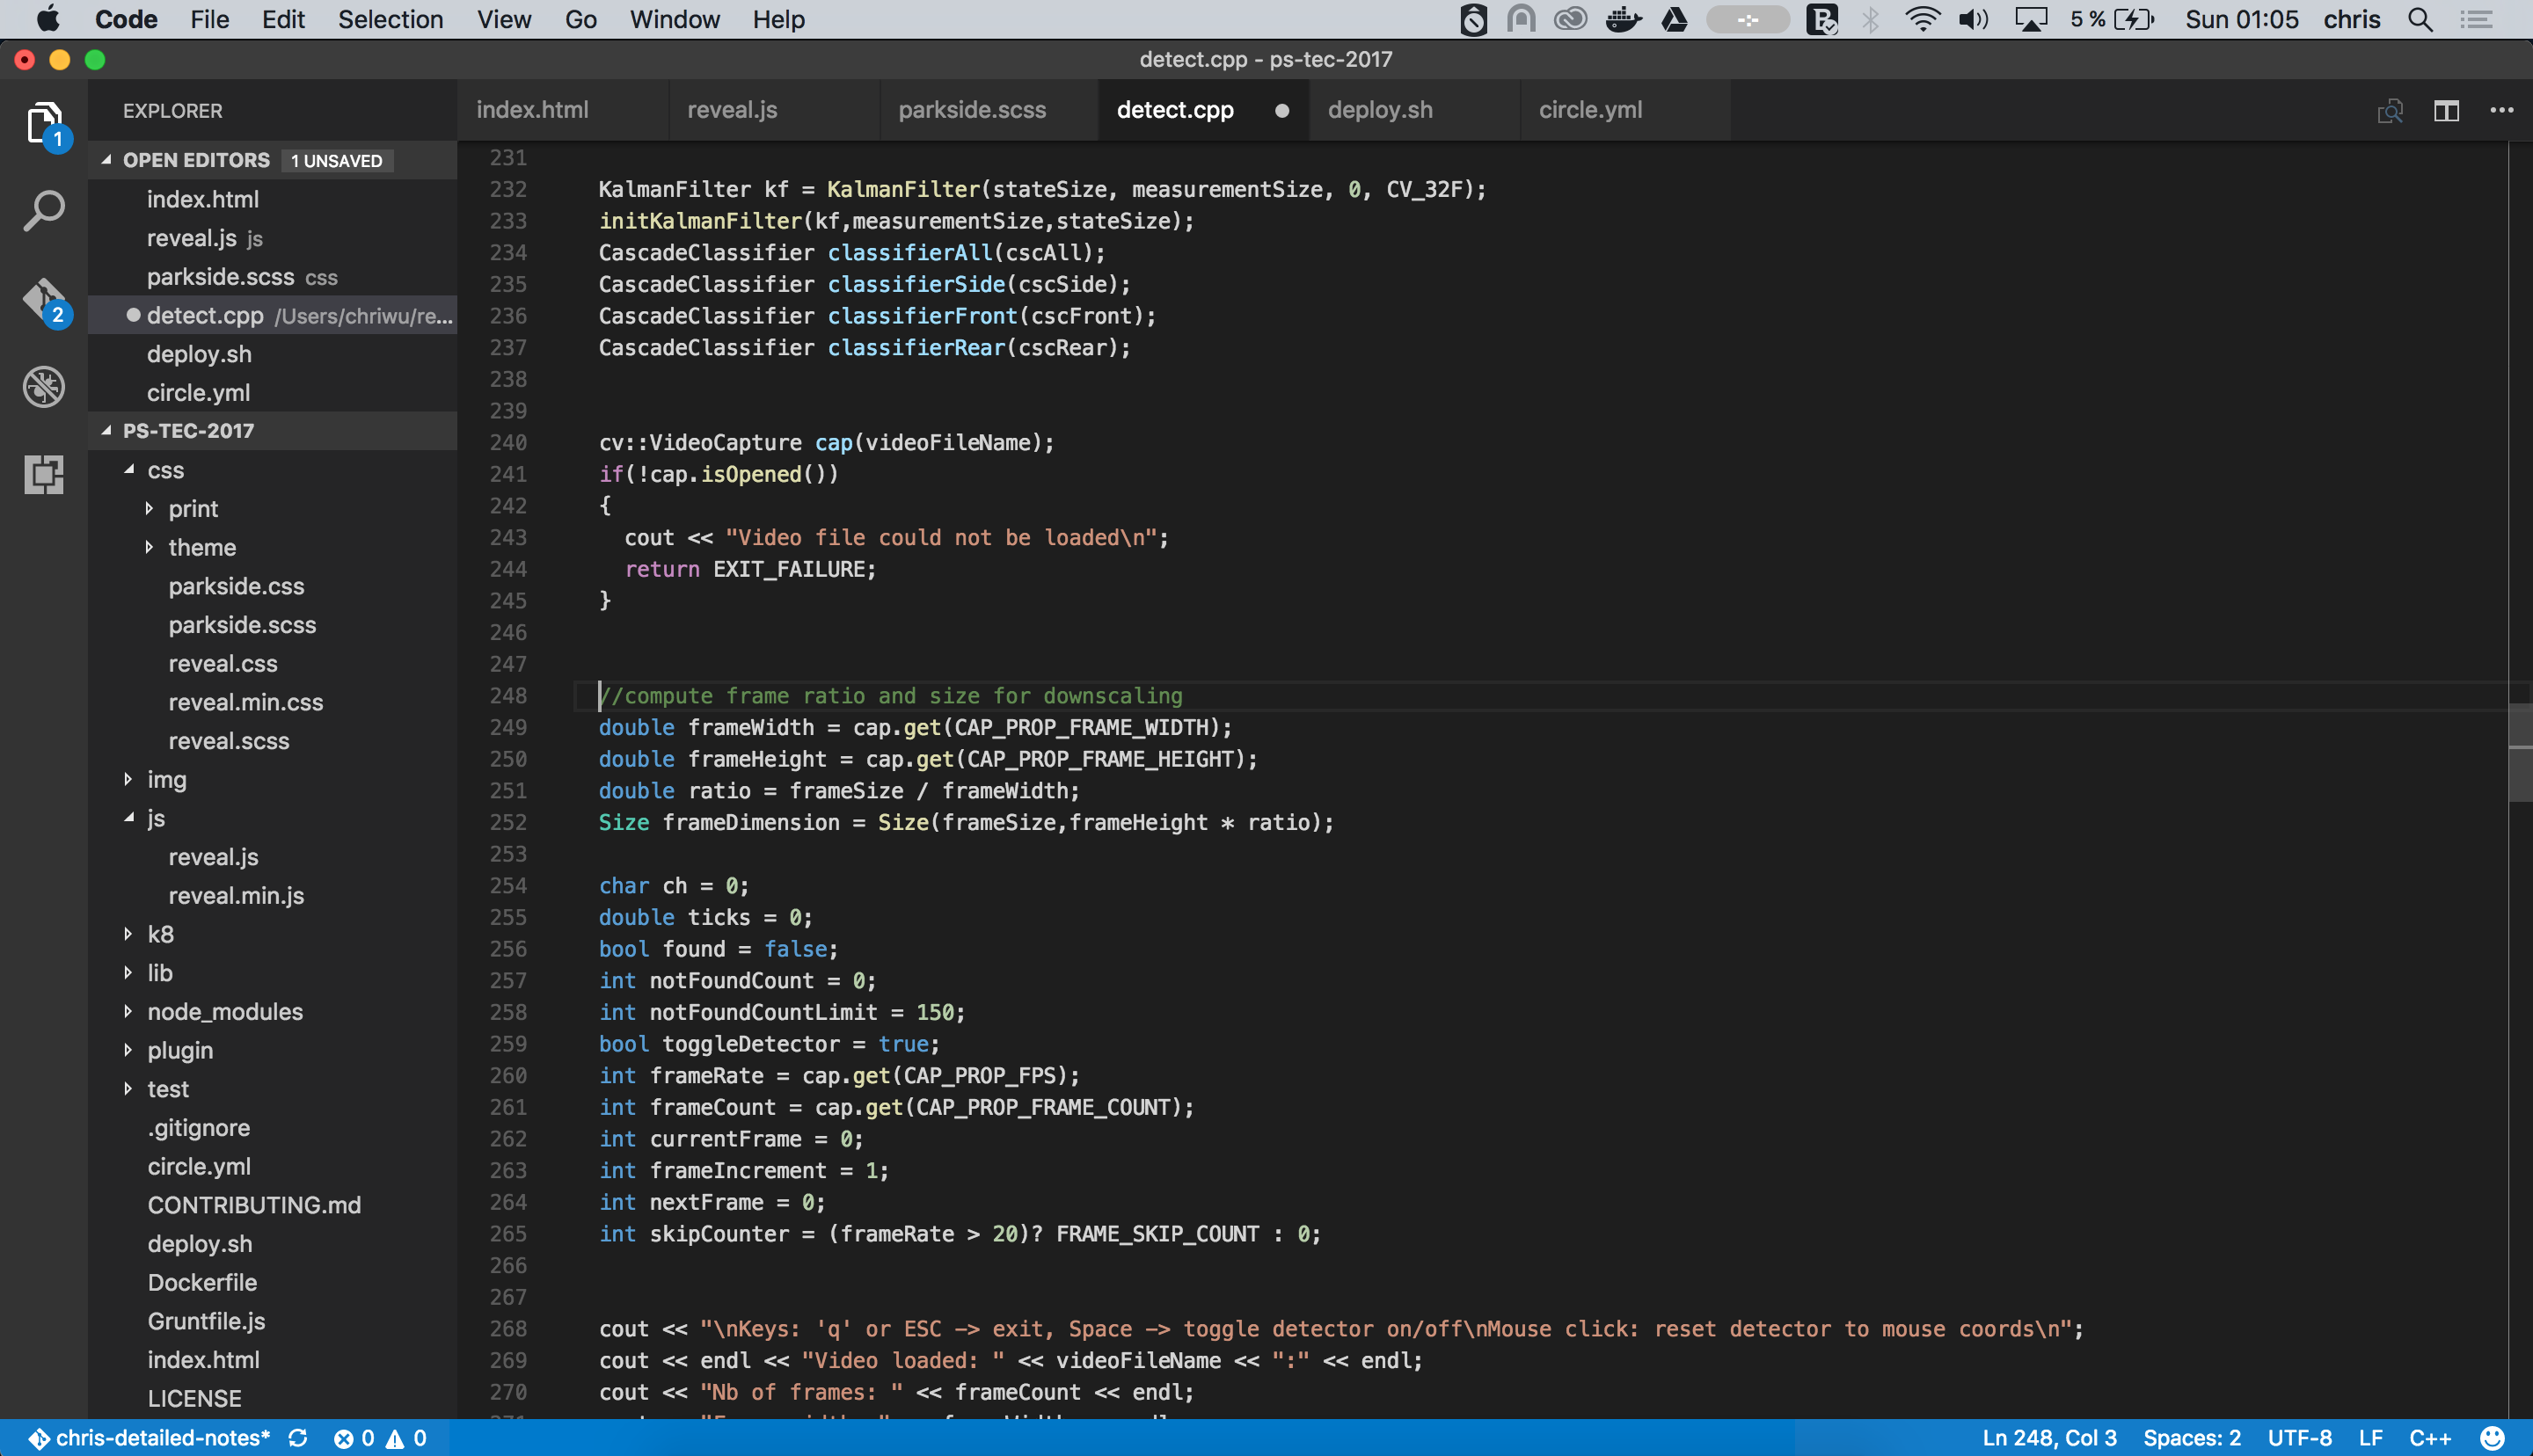 Code File Edit Selection View Go Window Help 5 % Sun 01:05 chris
detect.cpp - ps-tec-2017
EXPLORER
OPEN EDITORS 1 UNSAVED
index.html
reveal.js js
parkside.scss css
detect.cpp /Users/chriwu/re...
deploy.sh
circle.yml
PS-TEC-2017
css
print
theme
parkside.css
parkside.scss
reveal.css
reveal.min.css
reveal.scss
img
js
reveal.js
reveal.min.js
k8
lib
node_modules
plugin
test
.gitignore
circle.yml
CONTRIBUTING.md
deploy.sh
Dockerfile
Gruntfile.js
index.html
LICENSE
1
2
index.html reveal.js parkside.scss detect.cpp deploy.sh circle.yml
231
232 KalmanFilter kf = KalmanFilter(stateSize, measurementSize, 0, CV_32F);
233 initKalmanFilter(kf,measurementSize,stateSize);
234 CascadeClassifier classifierAll(cscAll);
235 CascadeClassifier classifierSide(cscSide);
236 CascadeClassifier classifierFront(cscFront);
237 CascadeClassifier classifierRear(cscRear);
238
239
240 cv::VideoCapture cap(videoFileName);
241 if(!cap.isOpened())
242 {
243 cout << "Video file could not be loaded\n";
244 return EXIT_FAILURE;
245 }
246
247
248 //compute frame ratio and size for downscaling
249 double frameWidth = cap.get(CAP_PROP_FRAME_WIDTH);
250 double frameHeight = cap.get(CAP_PROP_FRAME_HEIGHT);
251 double ratio = frameSize / frameWidth;
252 Size frameDimension = Size(frameSize,frameHeight * ratio);
253
254 char ch = 0;
255 double ticks = 0;
256 bool found = false;
257 int notFoundCount = 0;
258 int notFoundCountLimit = 150;
259 bool toggleDetector = true;
260 int frameRate = cap.get(CAP_PROP_FPS);
261 int frameCount = cap.get(CAP_PROP_FRAME_COUNT);
262 int currentFrame = 0;
263 int frameIncrement = 1;
264 int nextFrame = 0;
265 int skipCounter = (frameRate > 20)? FRAME_SKIP_COUNT : 0;
266
267
268 cout << "\nKeys: 'q' or ESC -> exit, Space -> toggle detector on/off\nMouse click: reset detector to mouse coords\n";
269 cout << endl << "Video loaded: " << videoFileName << ":" << endl;
270 cout << "Nb of frames: " << frameCount << endl;
chris-detailed-notes* 0 0 Ln 248, Col 3 Spaces: 2 UTF-8 LF C++